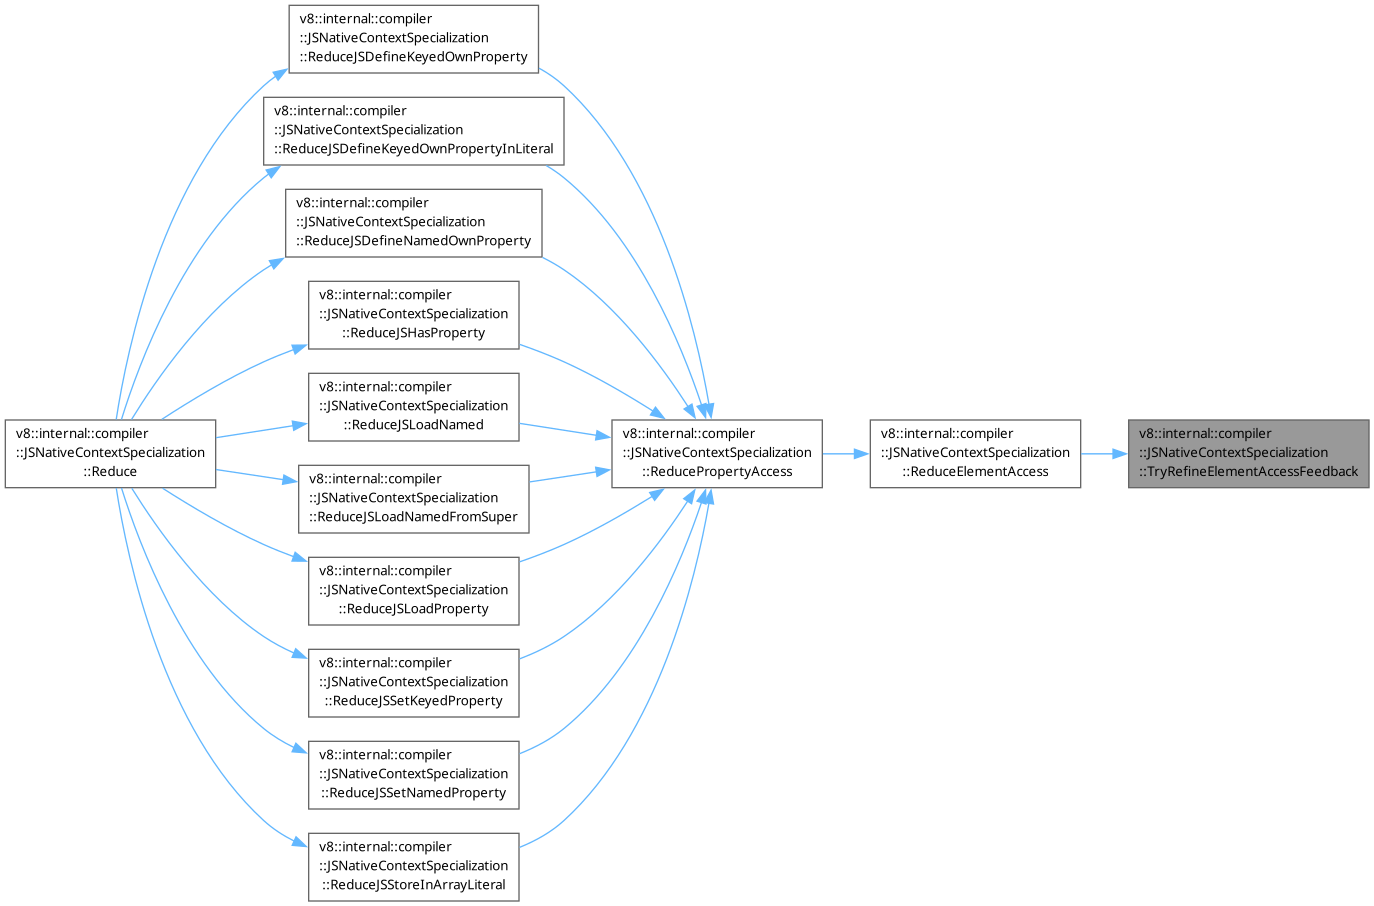 v8::internal::compiler
::JSNativeContextSpecialization
::ReduceJSDefineKeyedOwnProperty
v8::internal::compiler
::JSNativeContextSpecialization
::ReduceJSDefineKeyedOwnPropertyInLiteral
v8::internal::compiler
::JSNativeContextSpecialization
::ReduceJSDefineNamedOwnProperty
v8::internal::compiler
::JSNativeContextSpecialization
::ReduceJSHasProperty
v8::internal::compiler
::JSNativeContextSpecialization
::ReduceJSLoadNamed
v8::internal::compiler
::JSNativeContextSpecialization
::Reduce
v8::internal::compiler
::JSNativeContextSpecialization
::ReducePropertyAccess
v8::internal::compiler
::JSNativeContextSpecialization
::ReduceElementAccess
v8::internal::compiler
::JSNativeContextSpecialization
::TryRefineElementAccessFeedback
v8::internal::compiler
::JSNativeContextSpecialization
::ReduceJSLoadNamedFromSuper
v8::internal::compiler
::JSNativeContextSpecialization
::ReduceJSLoadProperty
v8::internal::compiler
::JSNativeContextSpecialization
::ReduceJSSetKeyedProperty
v8::internal::compiler
::JSNativeContextSpecialization
::ReduceJSSetNamedProperty
v8::internal::compiler
::JSNativeContextSpecialization
::ReduceJSStoreInArrayLiteral